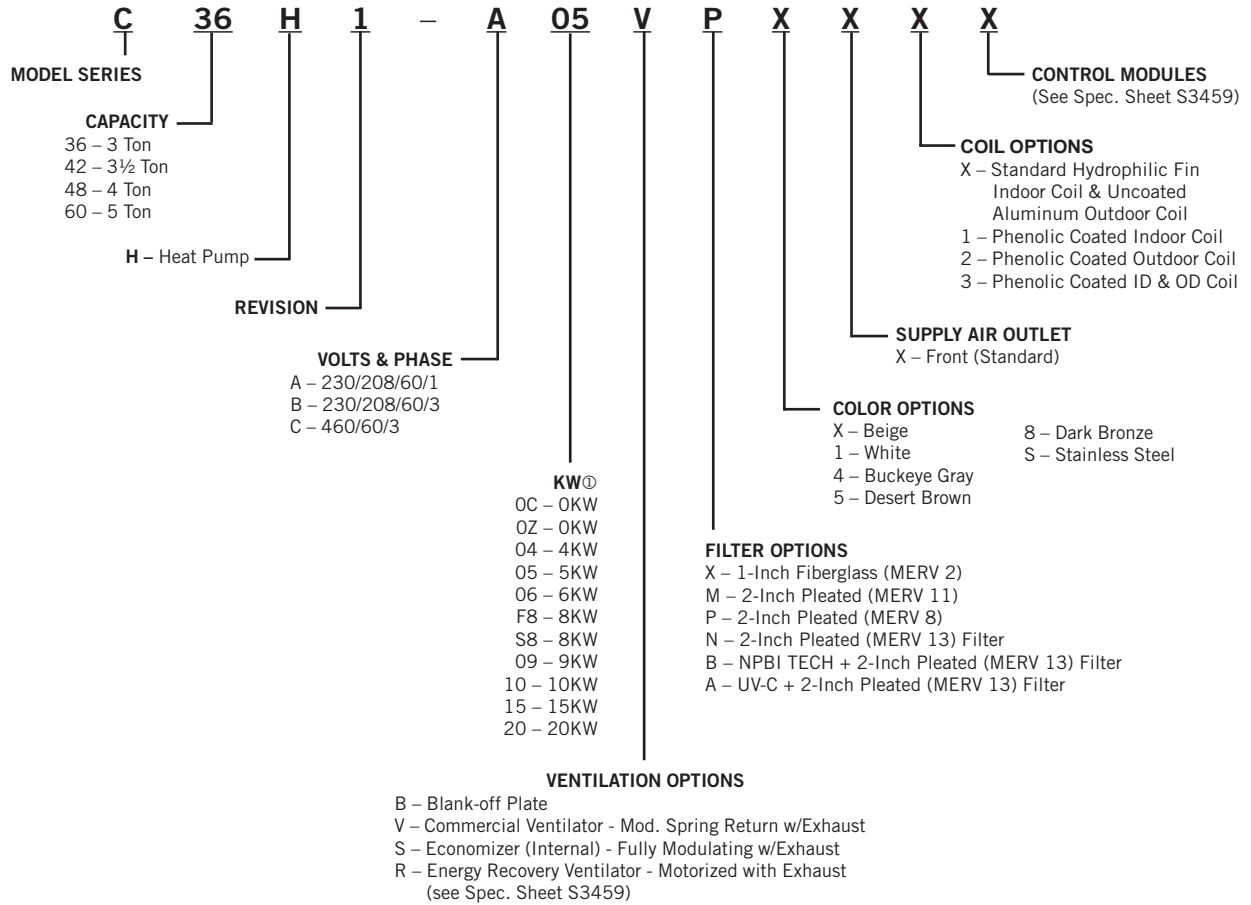 C 36 H 1 – A 05 V P X X X X
MODEL SERIES
CAPACITY
36 – 3 Ton
42 – 3½ Ton
48 – 4 Ton
60 – 5 Ton
H – Heat Pump
REVISION
VOLTS & PHASE
A – 230/208/60/1
B – 230/208/60/3
C – 460/60/3
KW①
0C – 0KW
0Z – 0KW
04 – 4KW
05 – 5KW
06 – 6KW
F8 – 8KW
S8 – 8KW
09 – 9KW
10 – 10KW
15 – 15KW
20 – 20KW
VENTILATION OPTIONS
B – Blank-off Plate
V – Commercial Ventilator - Mod. Spring Return w/Exhaust
S – Economizer (Internal) - Fully Modulating w/Exhaust
R – Energy Recovery Ventilator - Motorized with Exhaust
(see Spec. Sheet S3459)
FILTER OPTIONS
X – 1-Inch Fiberglass (MERV 2)
M – 2-Inch Pleated (MERV 11)
P – 2-Inch Pleated (MERV 8)
N – 2-Inch Pleated (MERV 13) Filter
B – NPBI TECH + 2-Inch Pleated (MERV 13) Filter
A – UV-C + 2-Inch Pleated (MERV 13) Filter
COLOR OPTIONS
X – Beige
1 – White
4 – Buckeye Gray
5 – Desert Brown
8 – Dark Bronze
S – Stainless Steel
SUPPLY AIR OUTLET
X – Front (Standard)
COIL OPTIONS
X – Standard Hydrophilic Fin
Indoor Coil & Uncoated
Aluminum Outdoor Coil
1 – Phenolic Coated Indoor Coil
2 – Phenolic Coated Outdoor Coil
3 – Phenolic Coated ID & OD Coil
CONTROL MODULES
(See Spec. Sheet S3459)